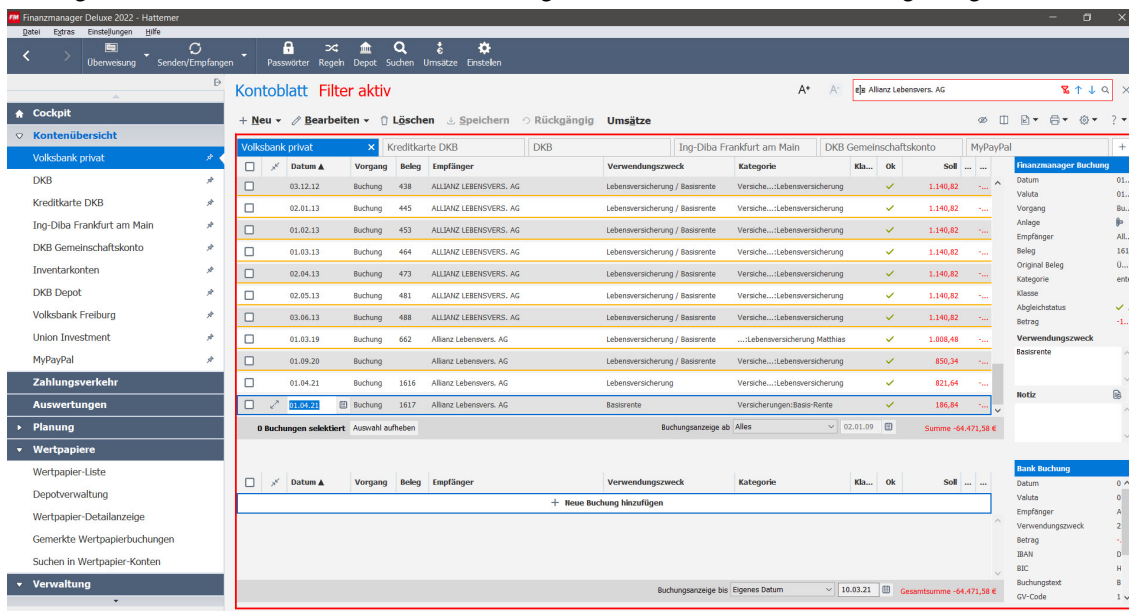 FM Finanzmanager Deluxe 2022 - Hattemer
Datei Extras Einstellungen Hilfe
Überweisung Senden/Empfangen Passwörter Regeln Depot Suchen Umsätze Einstellen
Kontoblatt Filter aktiv A+ A- Allianz Lebensvers. AG
+ Neu Bearbeiten Löschen Speichern Rückgängig Umsätze
Cockpit
Kontenübersicht
Volksbank privat
DKB
Kreditkarte DKB
Ing-Diba Frankfurt am Main
DKB Gemeinschaftskonto
Inventarkonten
DKB Depot
Volksbank Freiburg
Union Investment
MyPayPal
Zahlungsverkehr
Auswertungen
Planung
Wertpapiere
Wertpapier-Liste
Depotverwaltung
Wertpapier-Detailanzeige
Gemerkte Wertpapierbuchungen
Suchen in Wertpapier-Konten
Verwaltung
Volksbank privat X Kreditkarte DKB DKB Ing-Diba Frankfurt am Main DKB Gemeinschaftskonto MyPayPal +
Datum Vorgang Beleg Empfänger Verwendungszweck Kategorie Kla... Ok Soll ... ...
03.12.12 Buchung 438 ALLIANZ LEBENSVERS. AG Lebensversicherung / Basisrente Versiche...:Lebensversicherung 1.140,82 -...
02.01.13 Buchung 445 ALLIANZ LEBENSVERS. AG Lebensversicherung / Basisrente Versiche...:Lebensversicherung 1.140,82 -...
01.02.13 Buchung 453 ALLIANZ LEBENSVERS. AG Lebensversicherung / Basisrente Versiche...:Lebensversicherung 1.140,82 -...
01.03.13 Buchung 464 ALLIANZ LEBENSVERS. AG Lebensversicherung / Basisrente Versiche...:Lebensversicherung 1.140,82 -...
02.04.13 Buchung 473 ALLIANZ LEBENSVERS. AG Lebensversicherung / Basisrente Versiche...:Lebensversicherung 1.140,82 -...
02.05.13 Buchung 481 ALLIANZ LEBENSVERS. AG Lebensversicherung / Basisrente Versiche...:Lebensversicherung 1.140,82 -...
03.06.13 Buchung 488 ALLIANZ LEBENSVERS. AG Lebensversicherung / Basisrente Versiche...:Lebensversicherung 1.140,82 -...
01.03.19 Buchung 662 Allianz Lebensvers. AG Lebensversicherung / Basisrente ...:Lebensversicherung Matthias 1.008,48 -...
01.09.20 Buchung Allianz Lebensvers. AG Lebensversicherung / Basisrente Versiche...:Lebensversicherung 850,34 -...
01.04.21 Buchung 1616 Allianz Lebensvers. AG Lebensversicherung Versiche...:Lebensversicherung 821,64 -...
01.04.21 Buchung 1617 Allianz Lebensvers. AG Basisrente Versicherungen:Basis-Rente 186,84 -...
0 Buchungen selektiert Auswahl aufheben Buchungsanzeige ab Alles 02.01.09 Summe -64.471,58 €
Datum Vorgang Beleg Empfänger Verwendungszweck Kategorie Kla... Ok Soll ... ...
+ Neue Buchung hinzufügen
Buchungsanzeige bis Eigenes Datum 10.03.21 Gesamtsumme -64.471,58 €
Finanzmanager Buchung
Datum 01...
Valuta 01...
Vorgang Bu...
Anlage
Empfänger All...
Beleg 161
Original Beleg Ü...
Kategorie ent
Klasse
Abgleichstatus
Betrag -1...
Verwendungszweck
Basisrente
Notiz
Bank Buchung
Datum 0
Valuta 0
Empfänger A
Verwendungszweck 2
Betrag -
IBAN D
BIC H
Buchungstext B
GV-Code 1